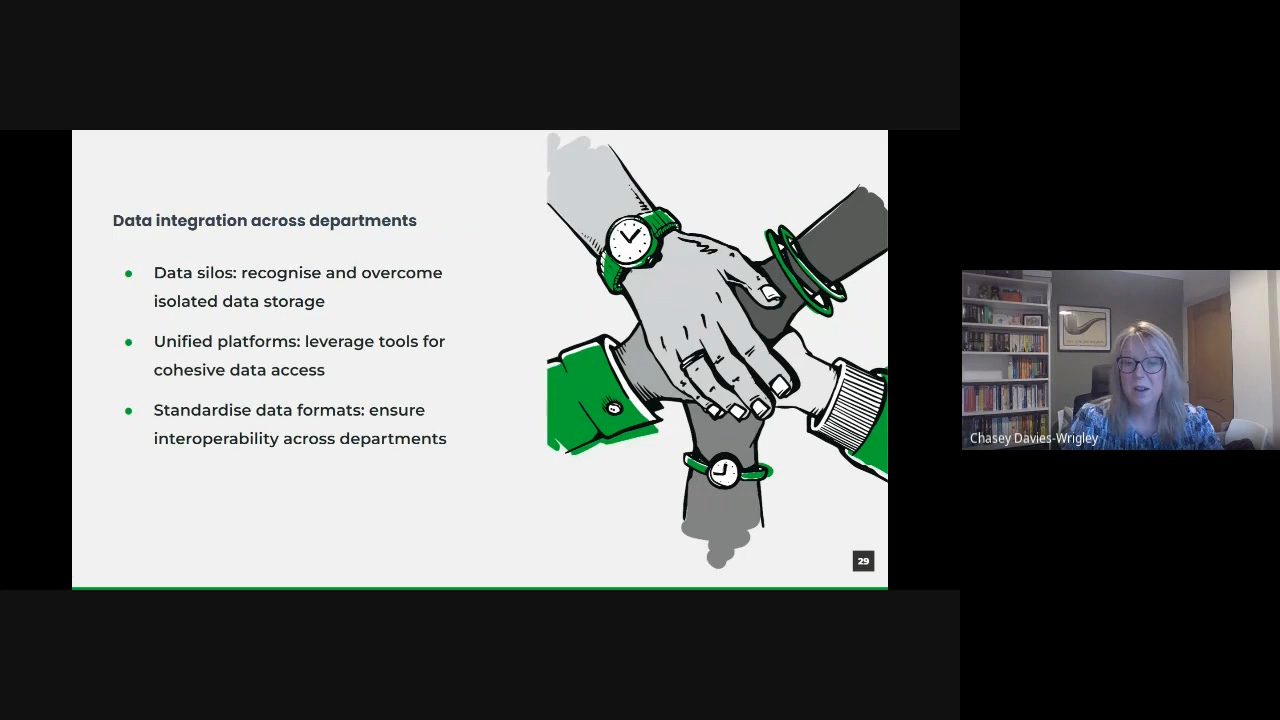 Data integration across departments
● Data silos: recognise and overcome
isolated data storage
● Unified platforms: leverage tools for
cohesive data access
● Standardise data formats: ensure
interoperability across departments
29
Chasey Davies-Wrigley